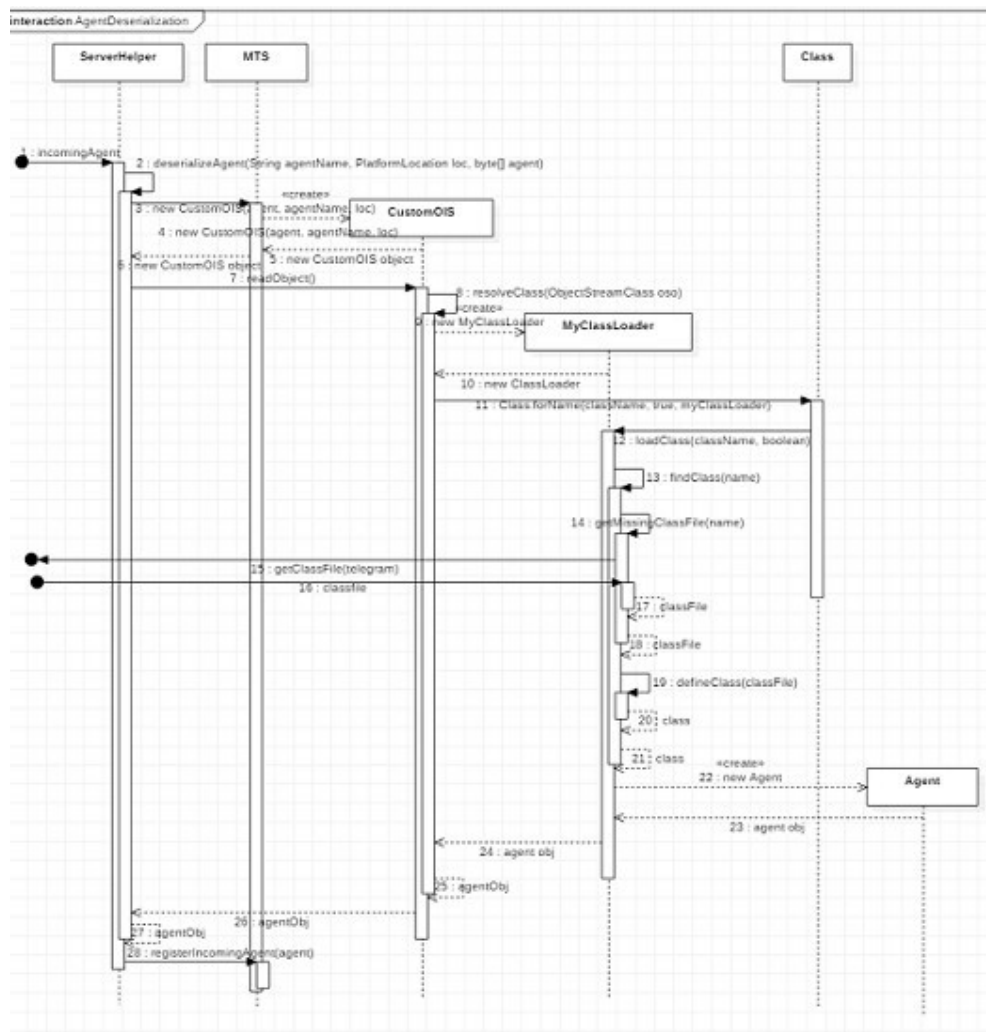 interaction AgentDeserialization
ServerHelper
MTS
Class
1 : incomingAgent
2 : deserializeAgent(String agentName, PlatformLocation loc, byte[] agent)
«create»
3 : new CustomOIS(agent, agentName, loc)
CustomOIS
4 : new CustomOIS(agent, agentName, loc)
5 : new CustomOIS object
6 : new CustomOIS object
7 : readObject()
8 : resolveClass(ObjectStreamClass oso)
«create»
9 : new MyClassLoader
MyClassLoader
10 : new ClassLoader
11 : Class.forName(className, true, myClassLoader)
12 : loadClass(className, boolean)
13 : findClass(name)
14 : getMissingClassFile(name)
15 : getClassFile(telegram)
16 : classfile
17 : classFile
18 : classFile
19 : defineClass(classFile)
20 : class
21 : class
«create»
22 : new Agent
Agent
23 : agent obj
24 : agent obj
25 : agentObj
26 : agentObj
27 : agentObj
28 : registerIncomingAgent(agent)